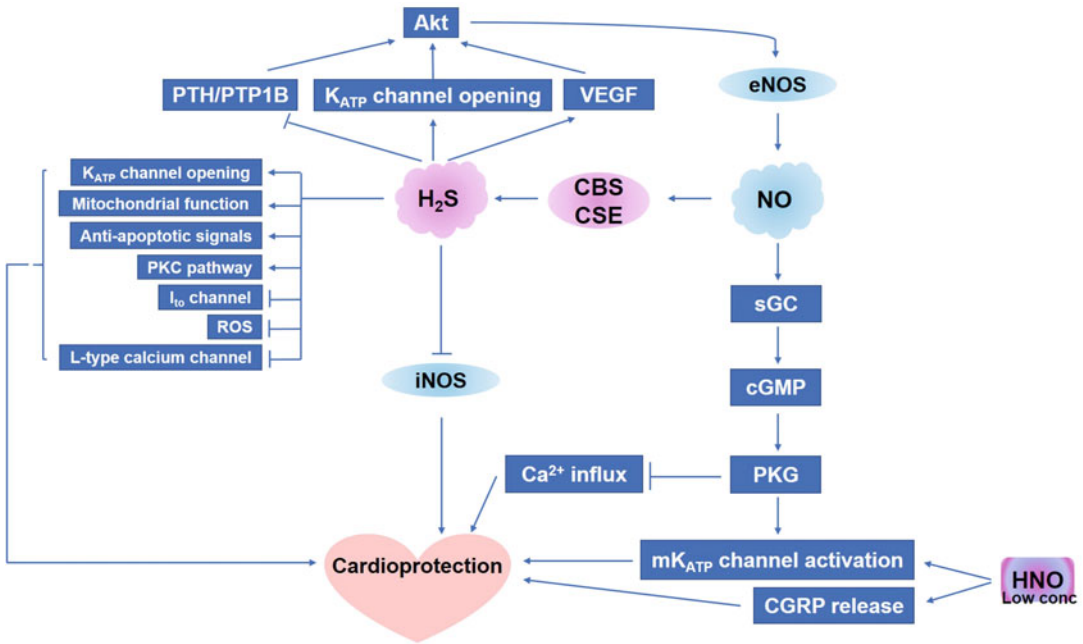 Akt
PTH/PTP1B
KATP channel opening
VEGF
eNOS
KATP channel opening
Mitochondrial function
Anti-apoptotic signals
PKC pathway
Ito channel
ROS
L-type calcium channel
H2S
CBS
CSE
NO
sGC
iNOS
cGMP
Ca2+ influx
PKG
Cardioprotection
mKATP channel activation
CGRP release
HNO
Low conc